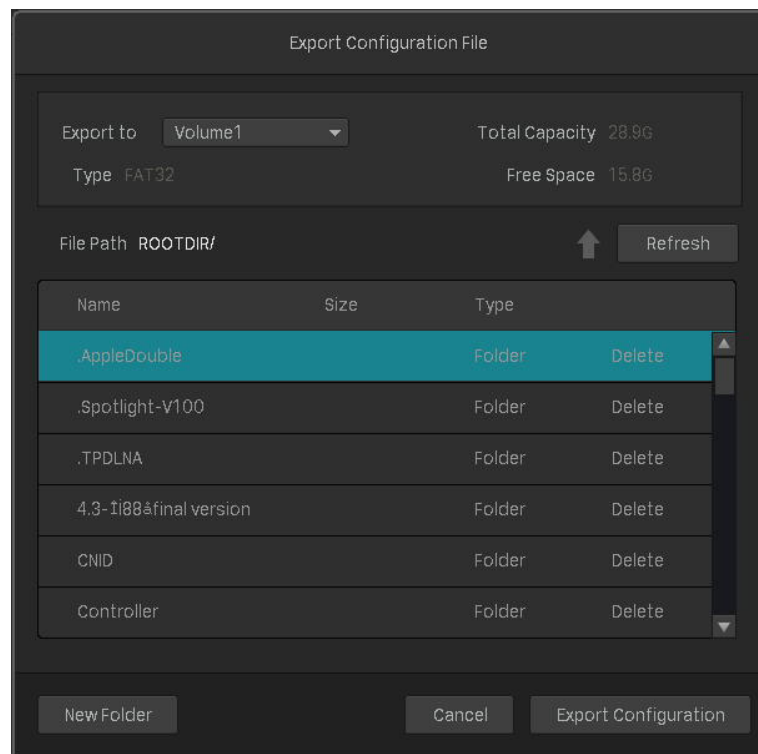 Export Configuration File
Export to Volume1 Total Capacity 28.9G
Type FAT32 Free Space 15.8G
File Path ROOTDIR/ Refresh
Name Size Type
.AppleDouble Folder Delete
.Spotlight-V100 Folder Delete
.TPDLNA Folder Delete
4.3-Îi88åfinal version Folder Delete
CNID Folder Delete
Controller Folder Delete
New Folder Cancel Export Configuration